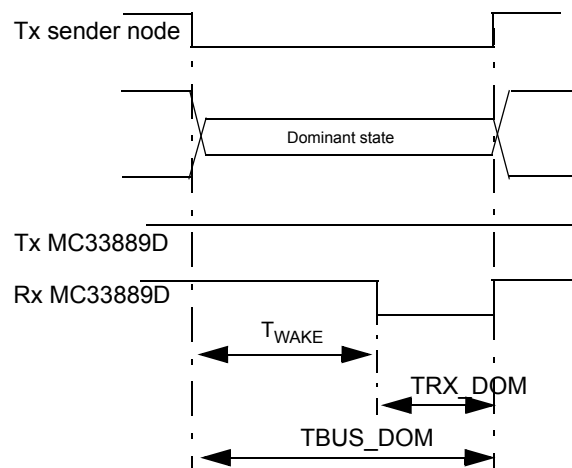 Tx sender node
Dominant state
Tx MC33889D
Rx MC33889D
TWAKE
TRX_DOM
TBUS_DOM